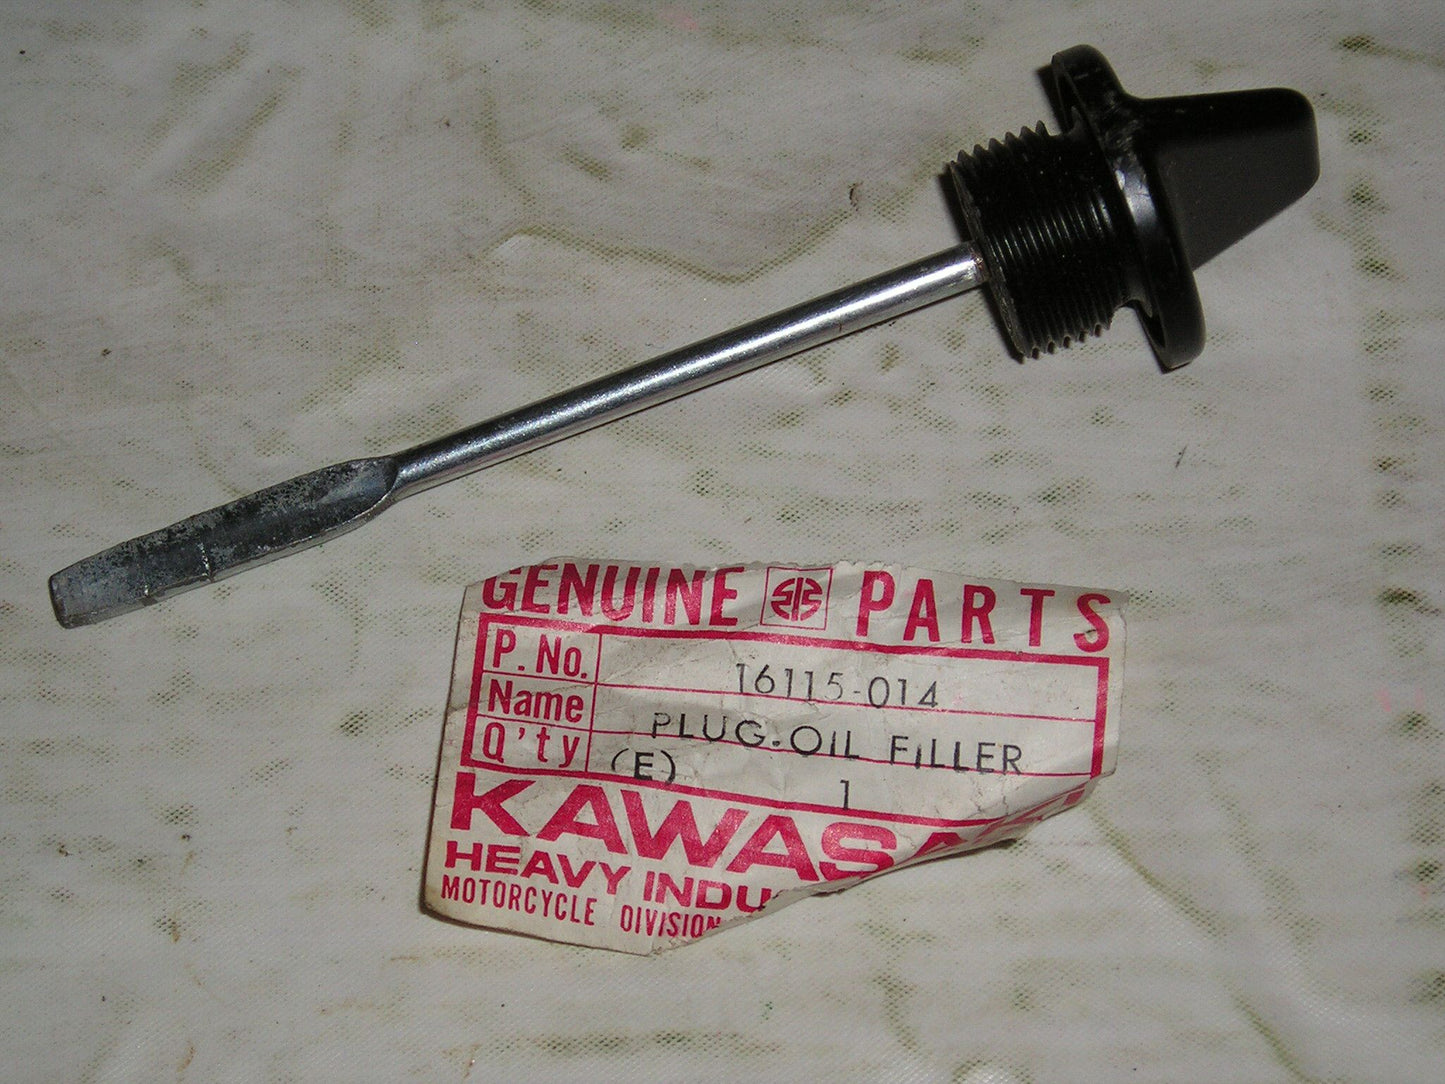 GENUINE PARTS
P. No. 16115-014
Name PLUG-OIL FILLER
Q'ty (E) 1
KAWASAKI
HEAVY INDU
MOTORCYCLE DIVISION